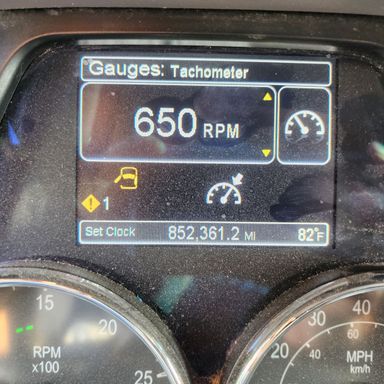 Gauges: Tachometer
650 RPM
1
Set Clock 852,361.2 MI 82°F
15
20
25
RPM
x100
20
30
40
40
60
MPH
km/h